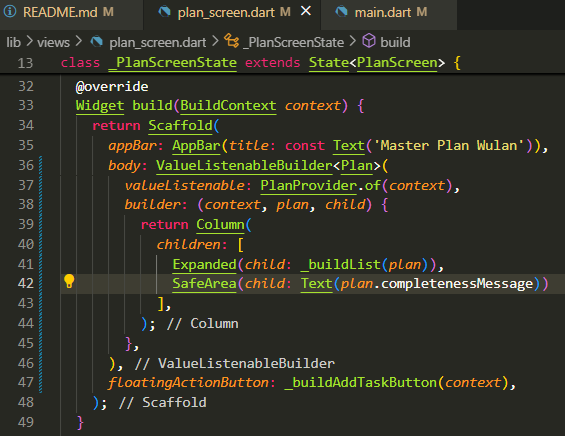 README.md M plan_screen.dart M × main.dart M
lib > views > plan_screen.dart > _PlanScreenState > build
13 class _PlanScreenState extends State<PlanScreen> {
32 @override
33 Widget build(BuildContext context) {
34 return Scaffold(
35 appBar: AppBar(title: const Text('Master Plan Wulan')),
36 body: ValueListenableBuilder<Plan>(
37 valueListenable: PlanProvider.of(context),
38 builder: (context, plan, child) {
39 return Column(
40 children: [
41 Expanded(child: _buildList(plan)),
42 SafeArea(child: Text(plan.completenessMessage))
43 ],
44 ); // Column
45 },
46 ), // ValueListenableBuilder
47 floatingActionButton: _buildAddTaskButton(context),
48 ); // Scaffold
49 }